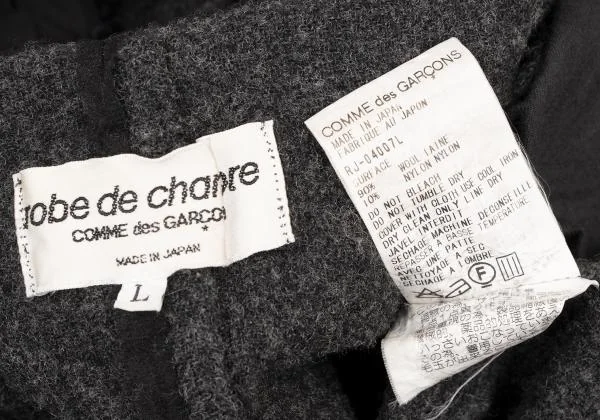 robe de chambre
COMME des GARÇON
MADE IN JAPAN
L
COMME des GARÇONS
MADE IN JAPAN
FABRIQUE AU JAPON
RJ-04007L
SURFACE
90% WOOL LAINE
10% NYLON NYLON
DO NOT BLEACH
DO NOT TUMBLE DRY
COVER WITH CLOTH USE COOL IRON
DRY CLEAN ONLY LINE DRY
JAVEL INTERDIT
SECHAGE MACHINE DECONSEILLE
REPASSER A BASSE TEMPERATURE
AVEC UNE PATTE
NETTOYAGE A SEC
SECHAGE A L'OMBRE
F